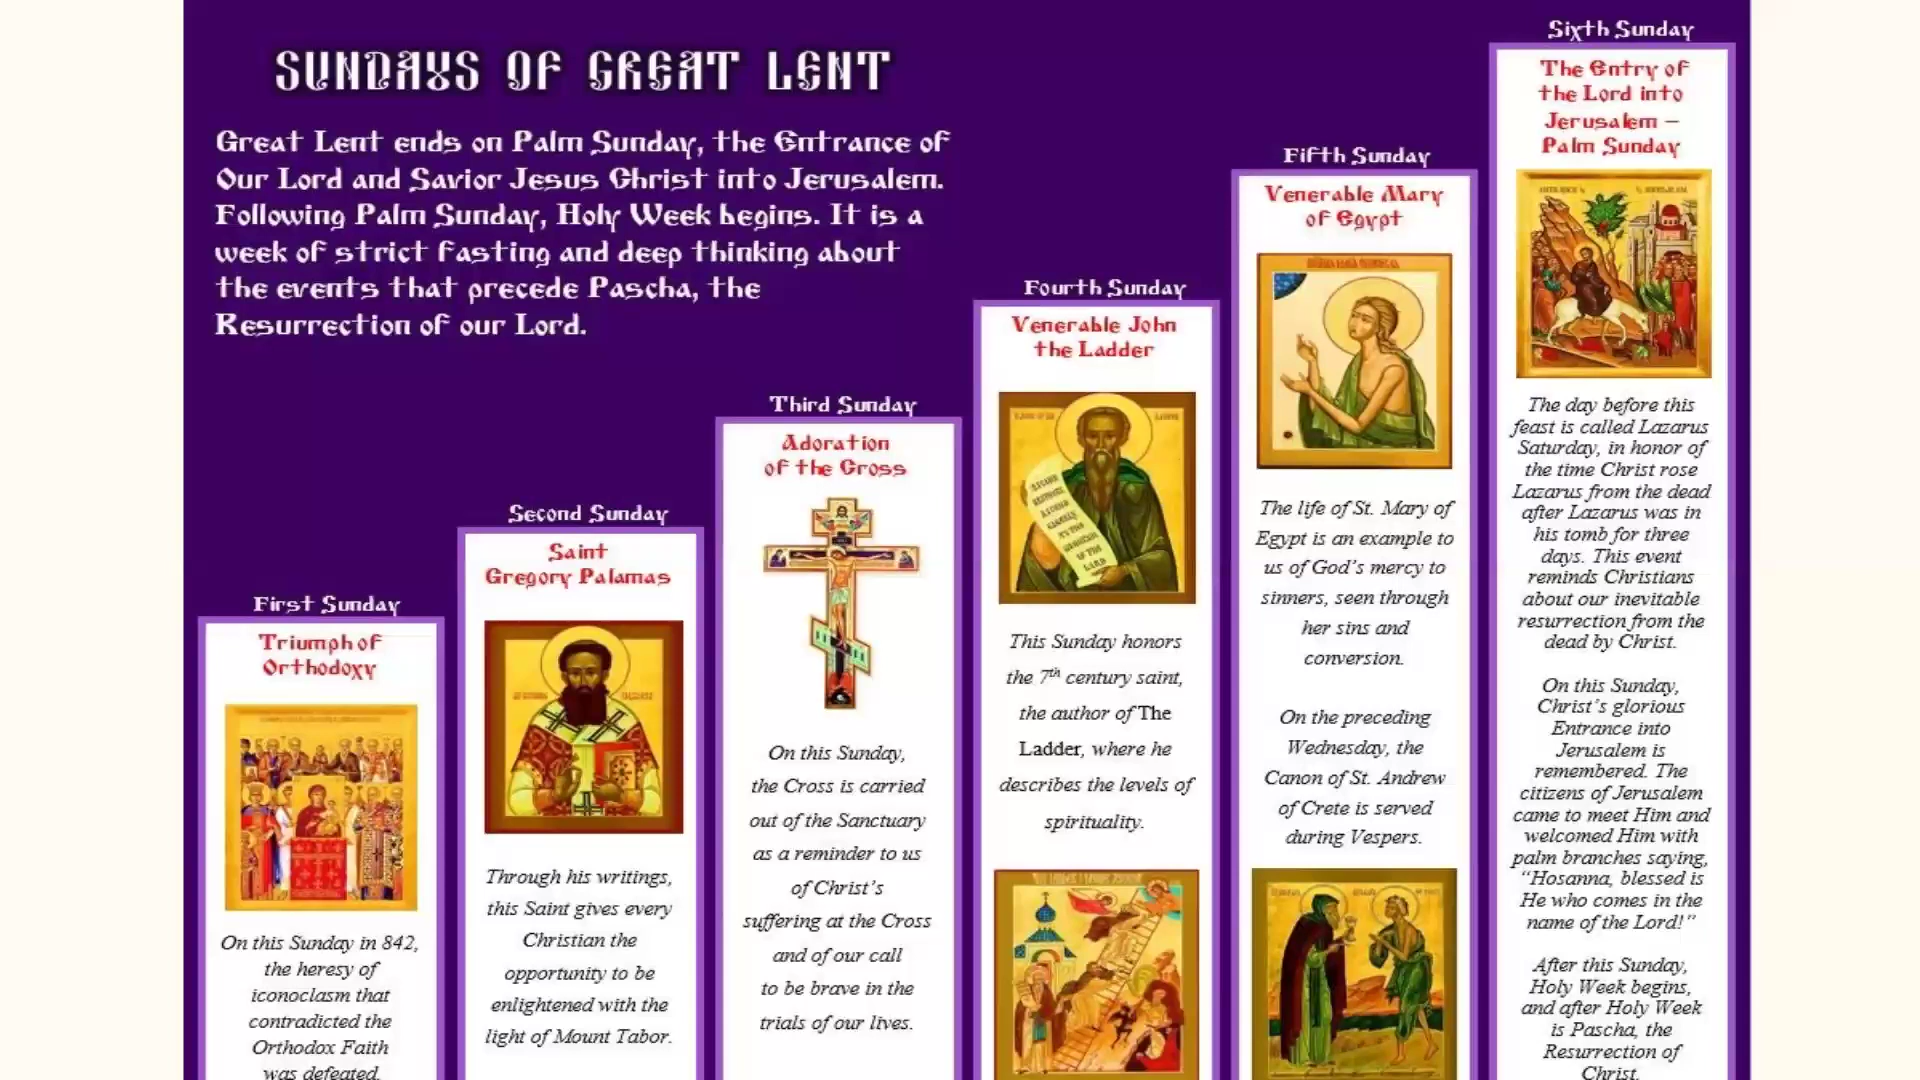 SUNDAYS OF GREAT LENT
Great Lent ends on Palm Sunday, the Entrance of
Our Lord and Savior Jesus Christ into Jerusalem.
Following Palm Sunday, Holy Week begins. It is a
week of strict fasting and deep thinking about
the events that precede Pascha, the
Resurrection of our Lord.
First Sunday
Triumph of
Orthodoxy
On this Sunday in 842,
the heresy of
iconoclasm that
contradicted the
Orthodox Faith
was defeated.
Second Sunday
Saint
Gregory Palamas
Through his writings,
this Saint gives every
Christian the
opportunity to be
enlightened with the
light of Mount Tabor.
Third Sunday
Adoration
of the Cross
On this Sunday,
the Cross is carried
out of the Sanctuary
as a reminder to us
of Christ's
suffering at the Cross
and of our call
to be brave in the
trials of our lives.
Fourth Sunday
Venerable John
the Ladder
This Sunday honors
the 7th century saint,
the author of The
Ladder, where he
describes the levels of
spirituality.
Fifth Sunday
Venerable Mary
of Egypt
The life of St. Mary of
Egypt is an example to
us of God's mercy to
sinners, seen through
her sins and
conversion.
On the preceding
Wednesday, the
Canon of St. Andrew
of Crete is served
during Vespers.
Sixth Sunday
The Entry of
the Lord into
Jerusalem –
Palm Sunday
The day before this
feast is called Lazarus
Saturday, in honor of
the time Christ rose
Lazarus from the dead
after Lazarus was in
his tomb for three
days. This event
reminds Christians
about our inevitable
resurrection from the
dead by Christ.
On this Sunday,
Christ's glorious
Entrance into
Jerusalem is
remembered. The
citizens of Jerusalem
came to meet Him and
welcomed Him with
palm branches saying,
"Hosanna, blessed is
He who comes in the
name of the Lord!"
After this Sunday,
Holy Week begins,
and after Holy Week
is Pascha, the
Resurrection of
Christ.